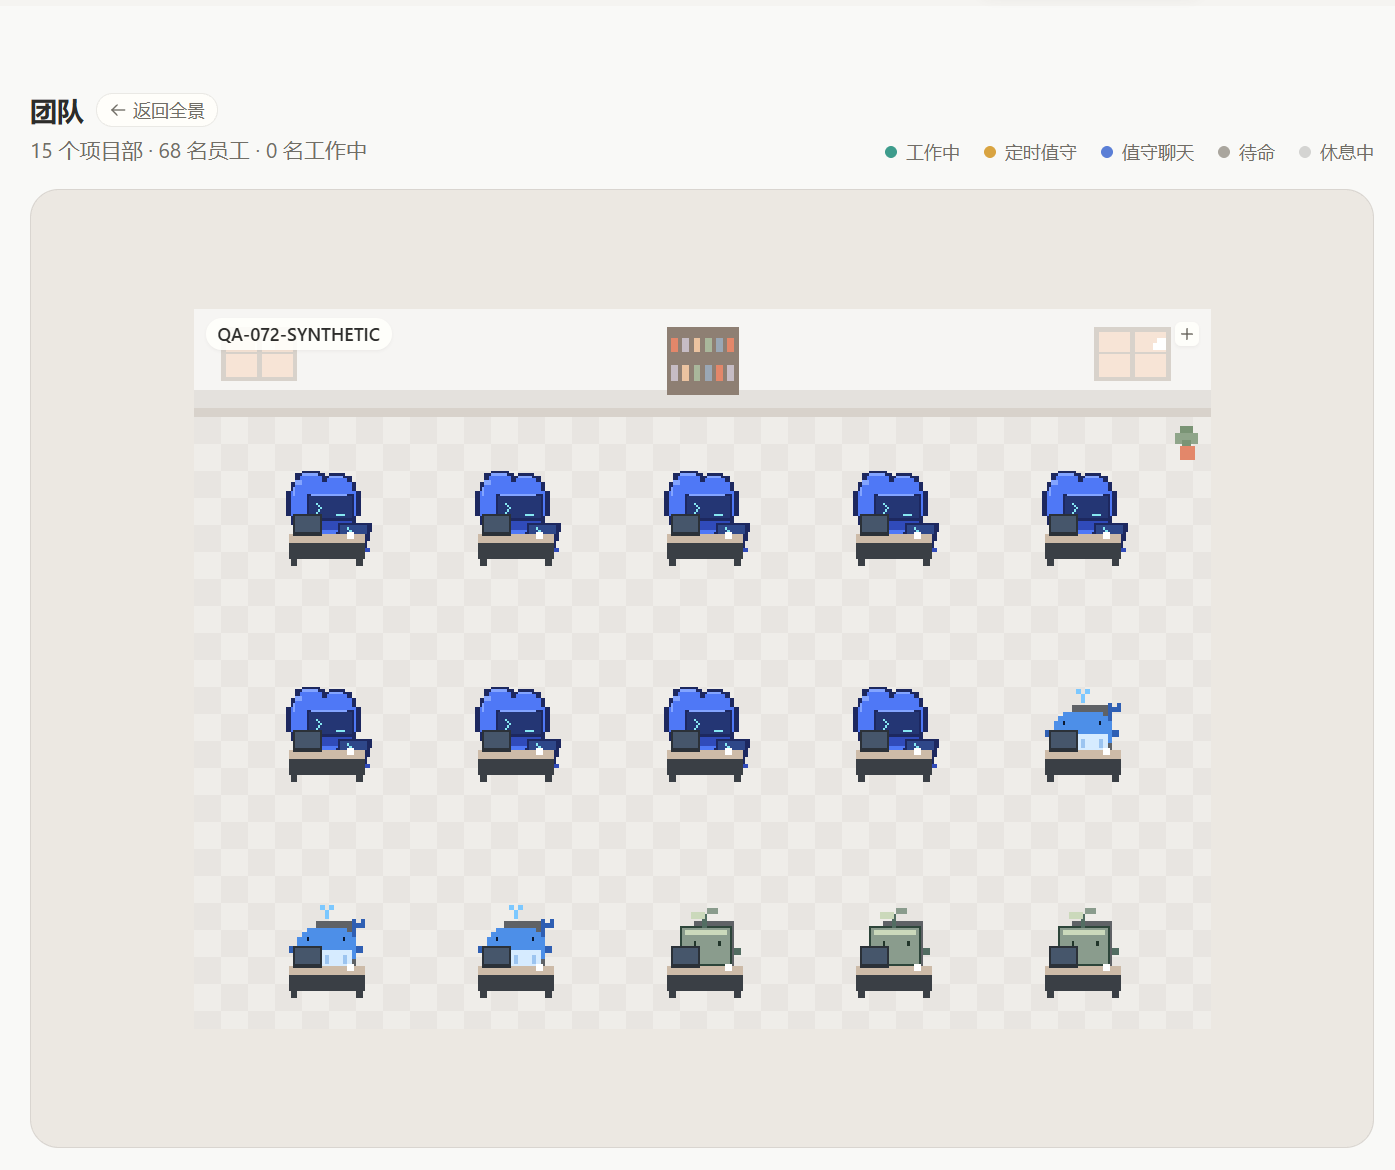 团队
← 返回全景
15 个项目部 · 68 名员工 · 0 名工作中
工作中 定时值守 值守聊天 待命 休息中
QA-072-SYNTHETIC
+